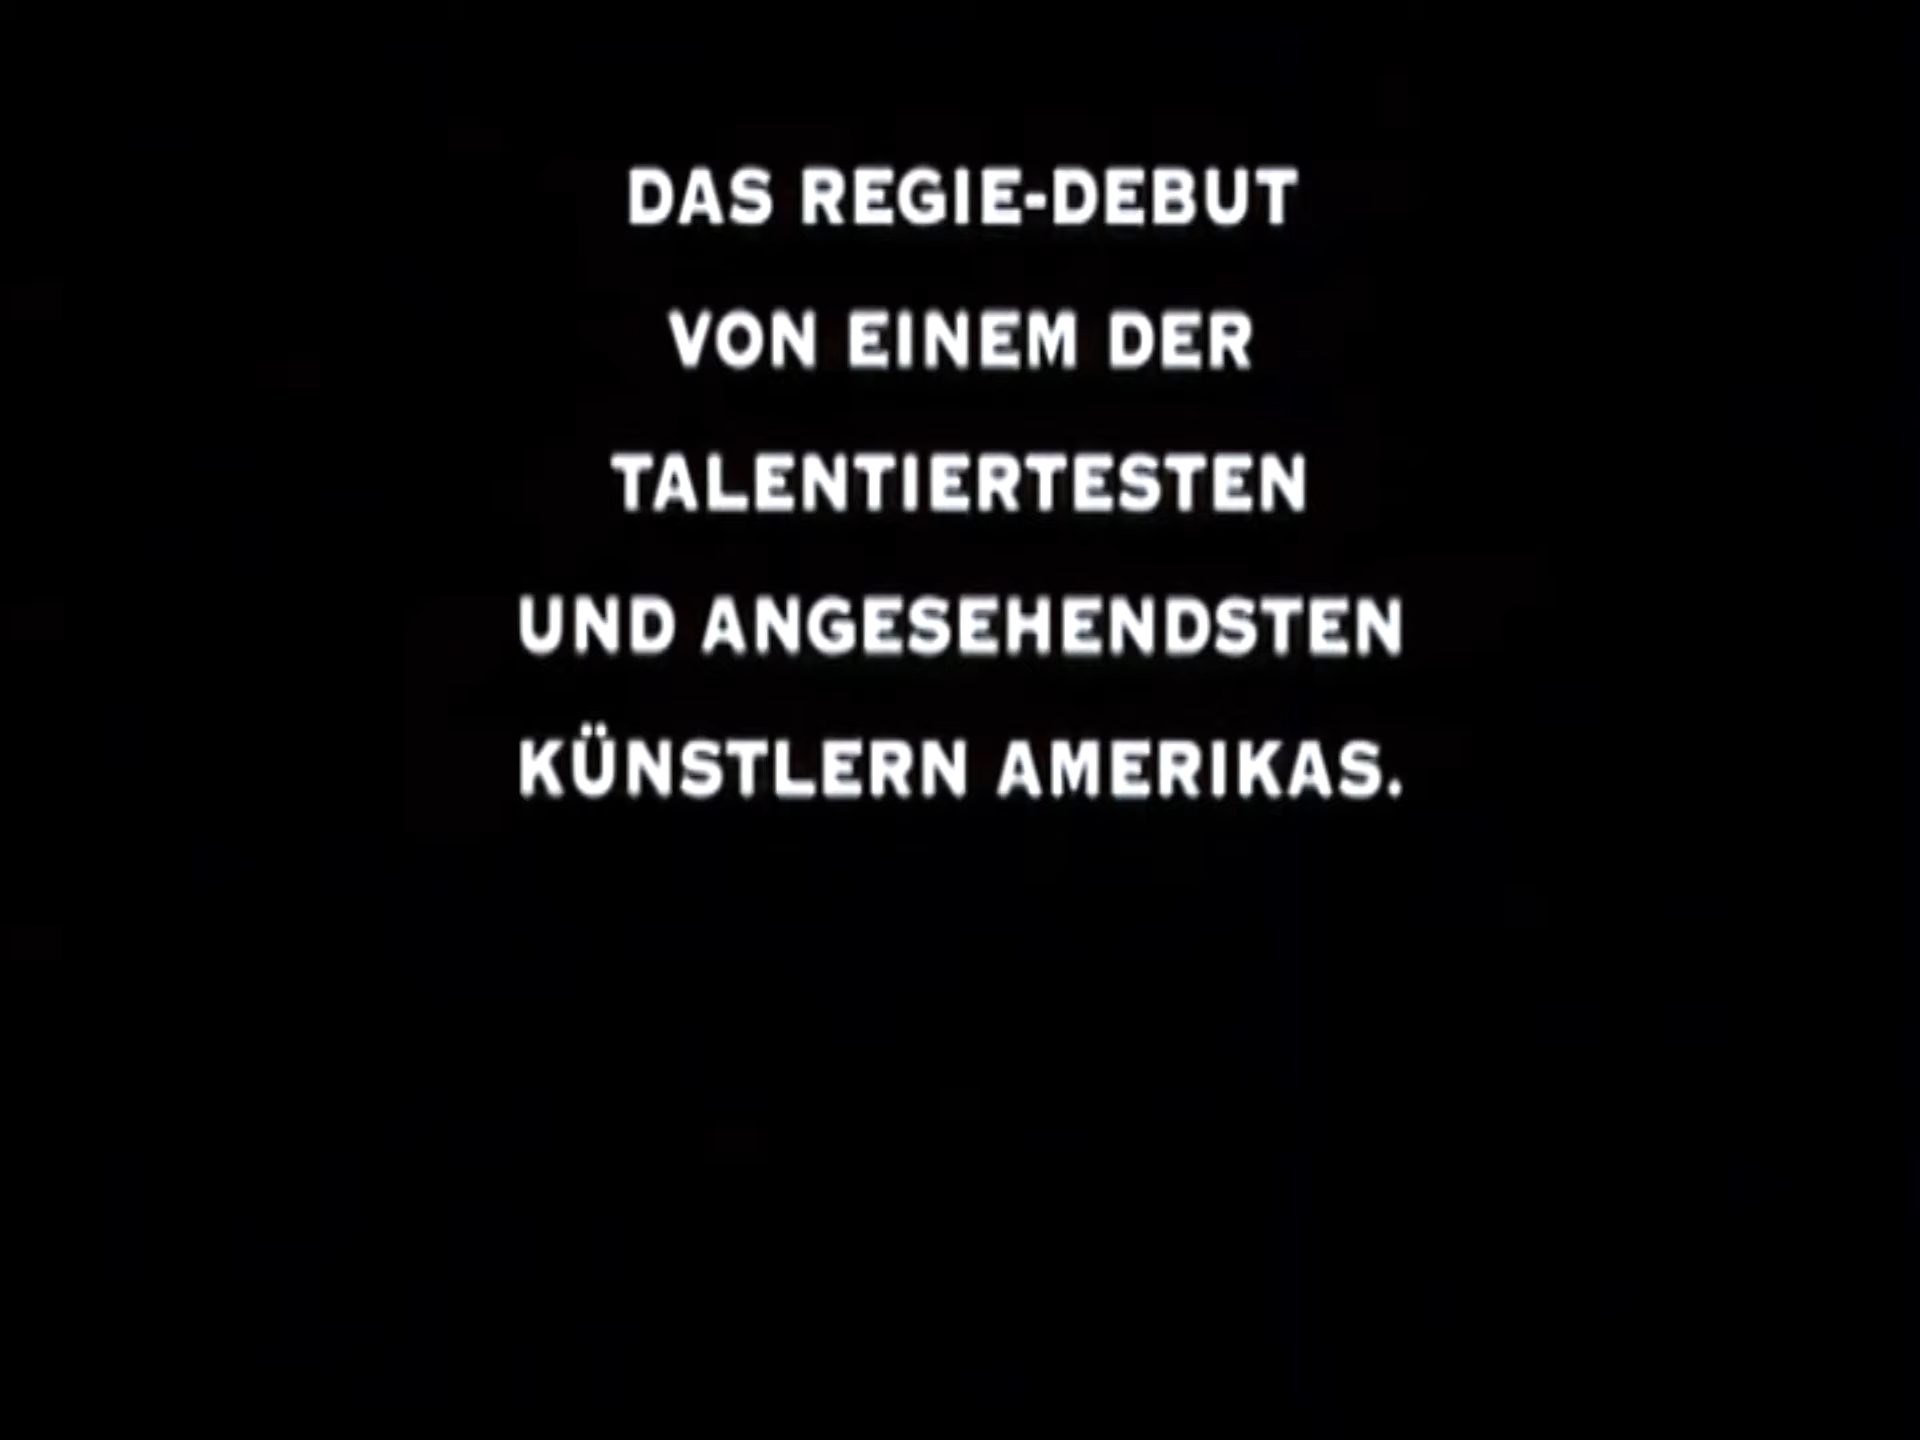 DAS REGIE-DEBUT
VON EINEM DER
TALENTIERTESTEN
UND ANGESEHENDSTEN
KÜNSTLERN AMERIKAS.